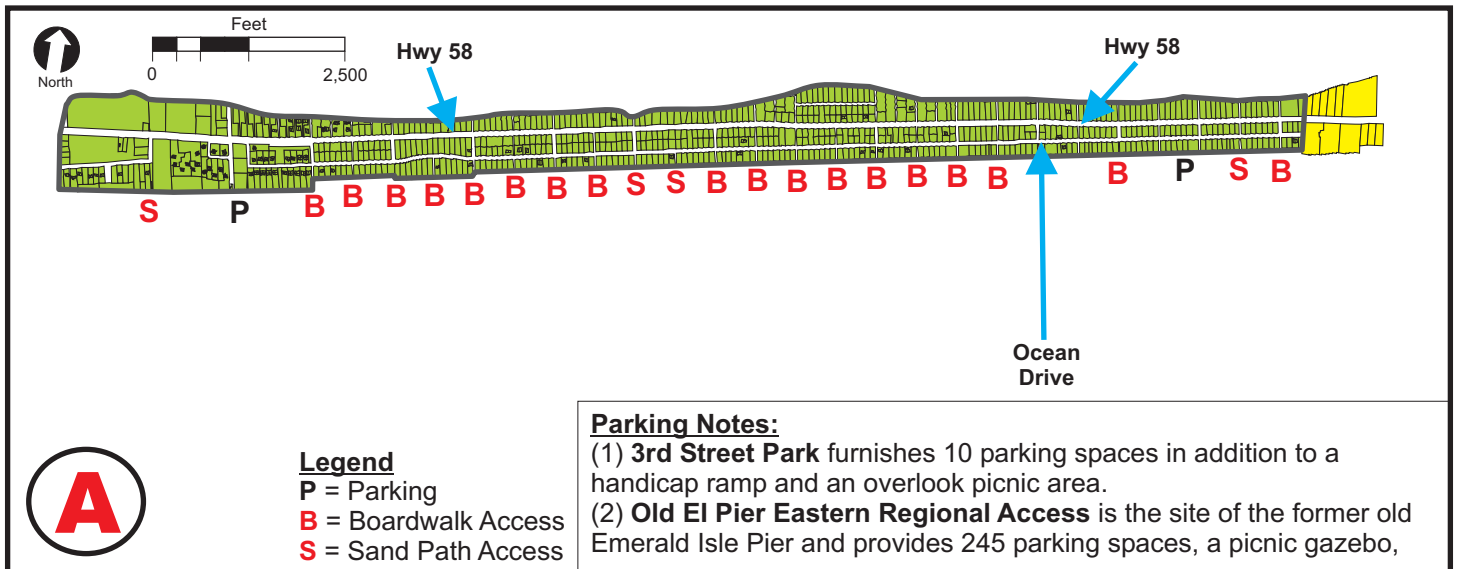 Feet
North
0
2,500
Hwy 58
Hwy 58
S P B B B B B B B B S S B B B B B B B B B P S B
Ocean
Drive
A
Legend
P = Parking
B = Boardwalk Access
S = Sand Path Access
Parking Notes:
(1) 3rd Street Park furnishes 10 parking spaces in addition to a
handicap ramp and an overlook picnic area.
(2) Old EI Pier Eastern Regional Access is the site of the former old
Emerald Isle Pier and provides 245 parking spaces, a picnic gazebo,